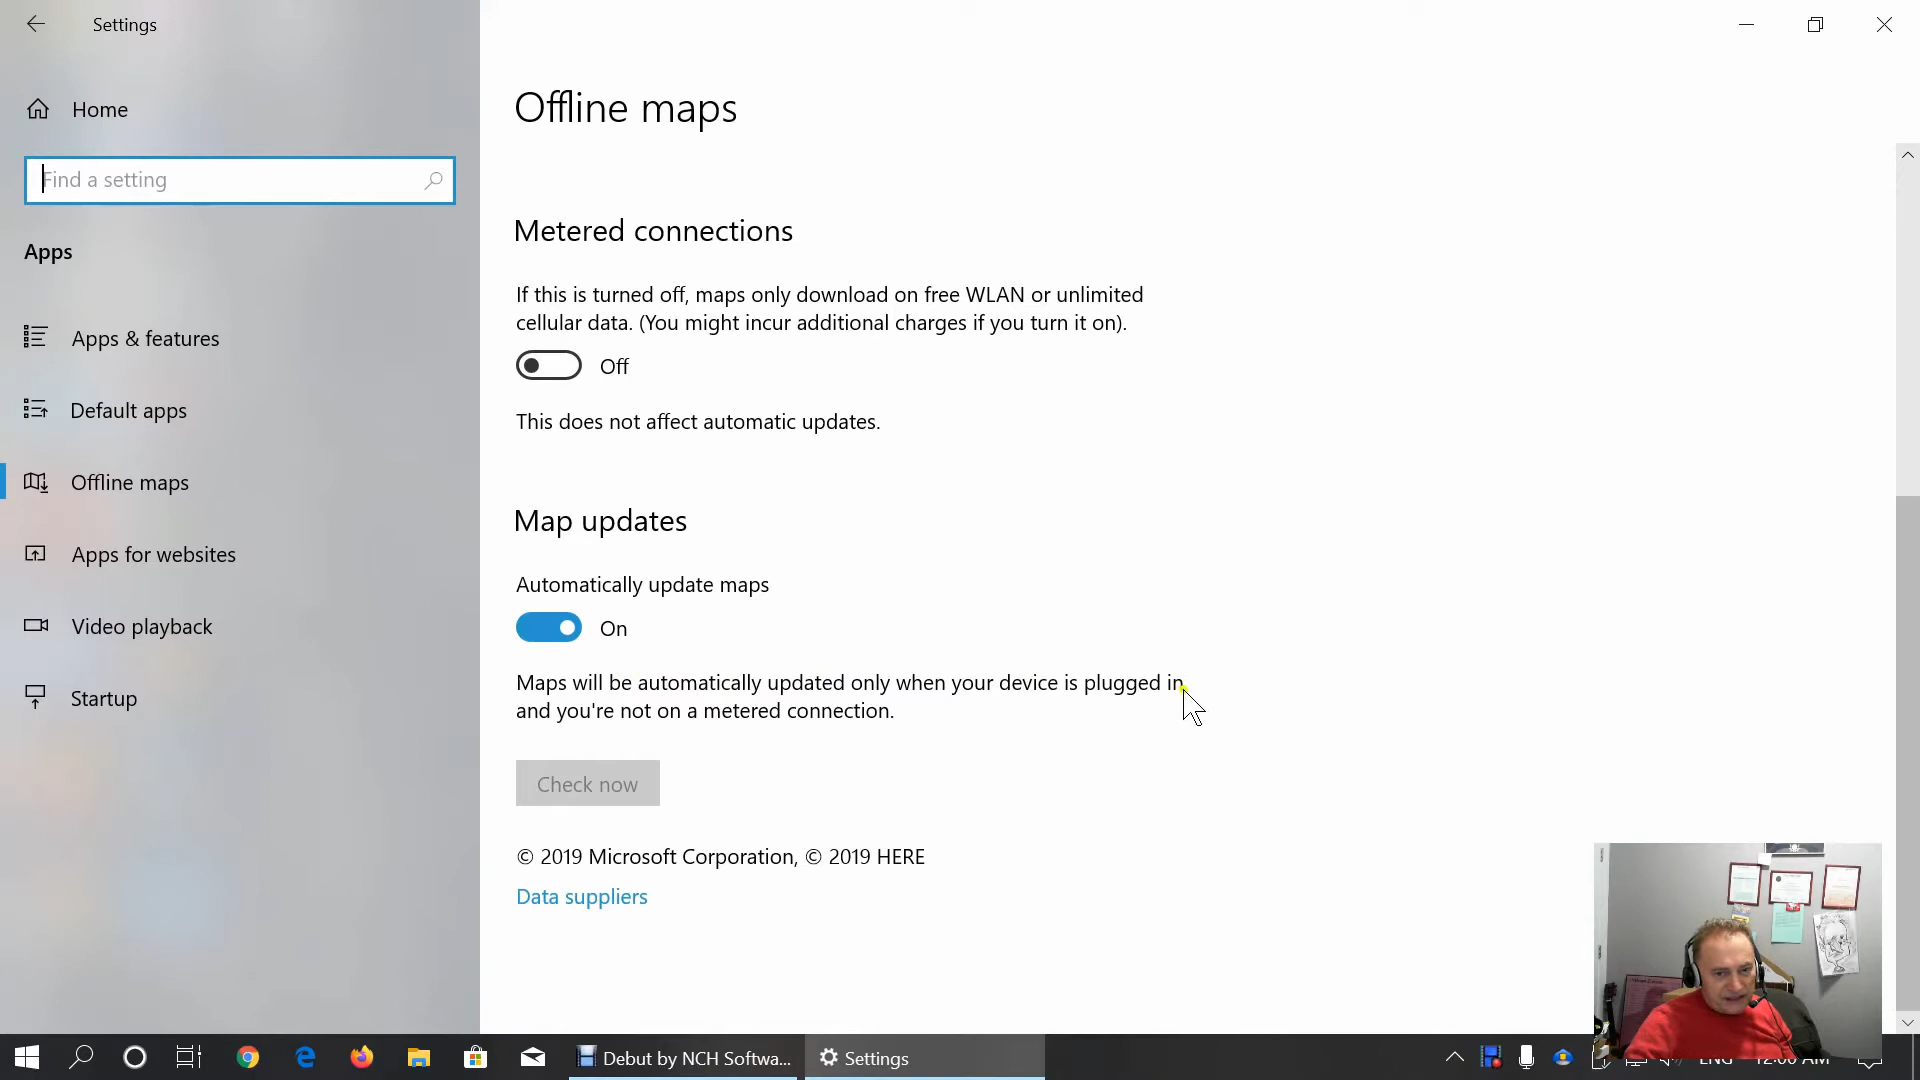 Settings
Home
Find a setting
Apps
Apps & features
Default apps
Offline maps
Apps for websites
Video playback
Startup
Offline maps
Metered connections
If this is turned off, maps only download on free WLAN or unlimited
cellular data. (You might incur additional charges if you turn it on).
Off
This does not affect automatic updates.
Map updates
Automatically update maps
On
Maps will be automatically updated only when your device is plugged in
and you're not on a metered connection.
Check now
© 2019 Microsoft Corporation, © 2019 HERE
Data suppliers
Debut by NCH Softwa...
Settings